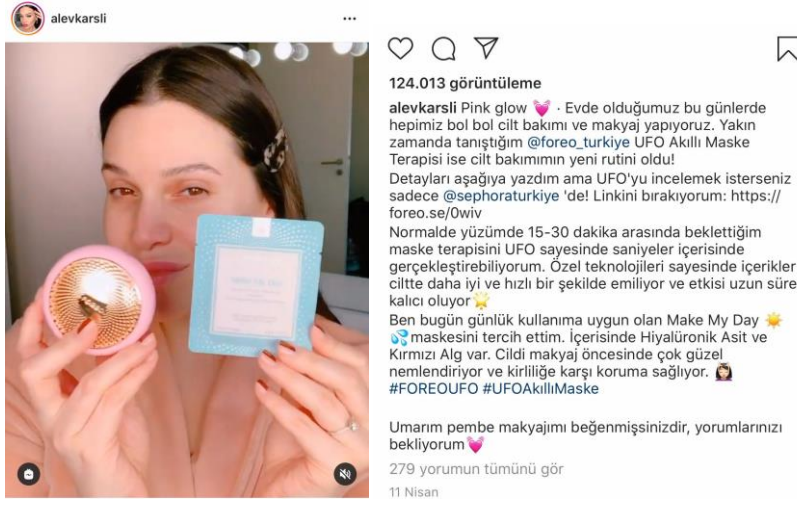 alevkarsli
124.013 görüntüleme
alevkarsli Pink glow 💓 · Evde olduğumuz bu günlerde
hepimiz bol bol cilt bakımı ve makyaj yapıyoruz. Yakın
zamanda tanıştığım @foreo_turkiye UFO Akıllı Maske
Terapisi ise cilt bakımımın yeni rutini oldu!
Detayları aşağıya yazdım ama UFO'yu incelemek isterseniz
sadece @sephoraturkiye 'de! Linkini bırakıyorum: https://
foreo.se/0wiv
Normalde yüzümde 15-30 dakika arasında beklettiğim
maske terapisini UFO sayesinde saniyeler içerisinde
gerçekleştirebiliyorum. Özel teknolojileri sayesinde içerikler
ciltte daha iyi ve hızlı bir şekilde emiliyor ve etkisi uzun süre
kalıcı oluyor🌟
Ben bugün günlük kullanıma uygun olan Make My Day ☀️
💦maskesini tercih ettim. İçerisinde Hiyalüronik Asit ve
Kırmızı Alg var. Cildi makyaj öncesinde çok güzel
nemlendiriyor ve kirliliğe karşı koruma sağlıyor. 💆🏻‍♀️
#FOREOUFO #UFOAkıllıMaske
Umarım pembe makyajımı beğenmişsinizdir, yorumlarınızı
bekliyorum💓
279 yorumun tümünü gör
11 Nisan